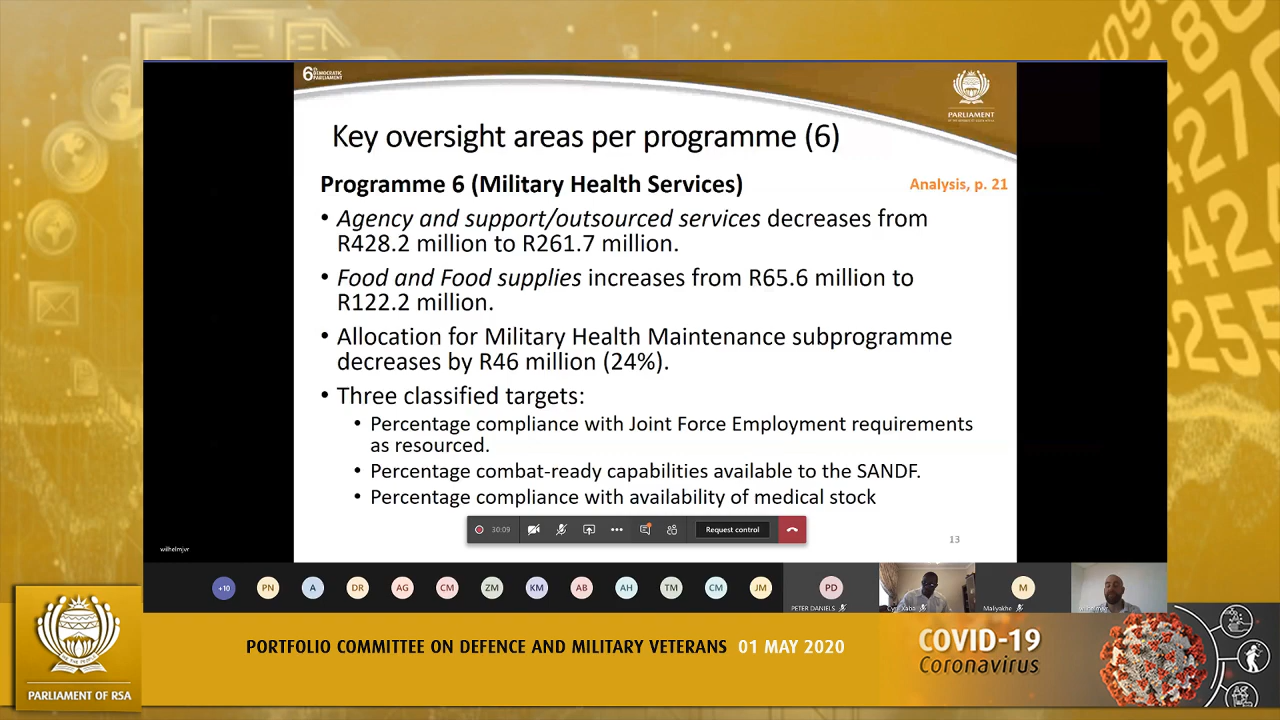 6th DEMOCRATIC PARLIAMENT
PARLIAMENT
Key oversight areas per programme (6)
Programme 6 (Military Health Services)
Analysis, p. 21
• Agency and support/outsourced services decreases from
R428.2 million to R261.7 million.
• Food and Food supplies increases from R65.6 million to
R122.2 million.
• Allocation for Military Health Maintenance subprogramme
decreases by R46 million (24%).
• Three classified targets:
• Percentage compliance with Joint Force Employment requirements
as resourced.
• Percentage combat-ready capabilities available to the SANDF.
• Percentage compliance with availability of medical stock
30:09
Request control
13
wilhelmjvr
+10
PN
A
DR
AG
CM
ZM
KM
AB
AH
TM
CM
JM
PD
M
PETER DANIELS
Maliyakhe
PORTFOLIO COMMITTEE ON DEFENCE AND MILITARY VETERANS 01 MAY 2020
COVID-19
Coronavirus
PARLIAMENT OF RSA